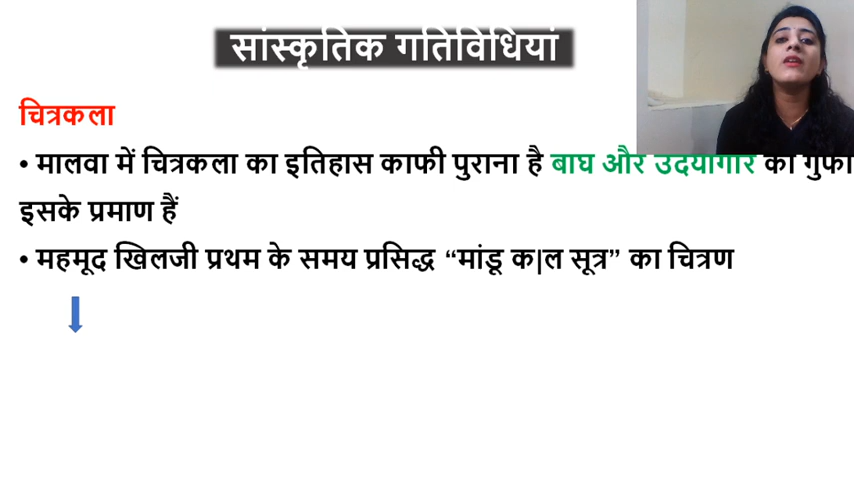 सांस्कृतिक गतिविधियां
चित्रकला
• मालवा में चित्रकला का इतिहास काफी पुराना है बाघ और उदयगिरि की गुफा
इसके प्रमाण हैं
• महमूद खिलजी प्रथम के समय प्रसिद्ध “मांडू क|ल सूत्र” का चित्रण